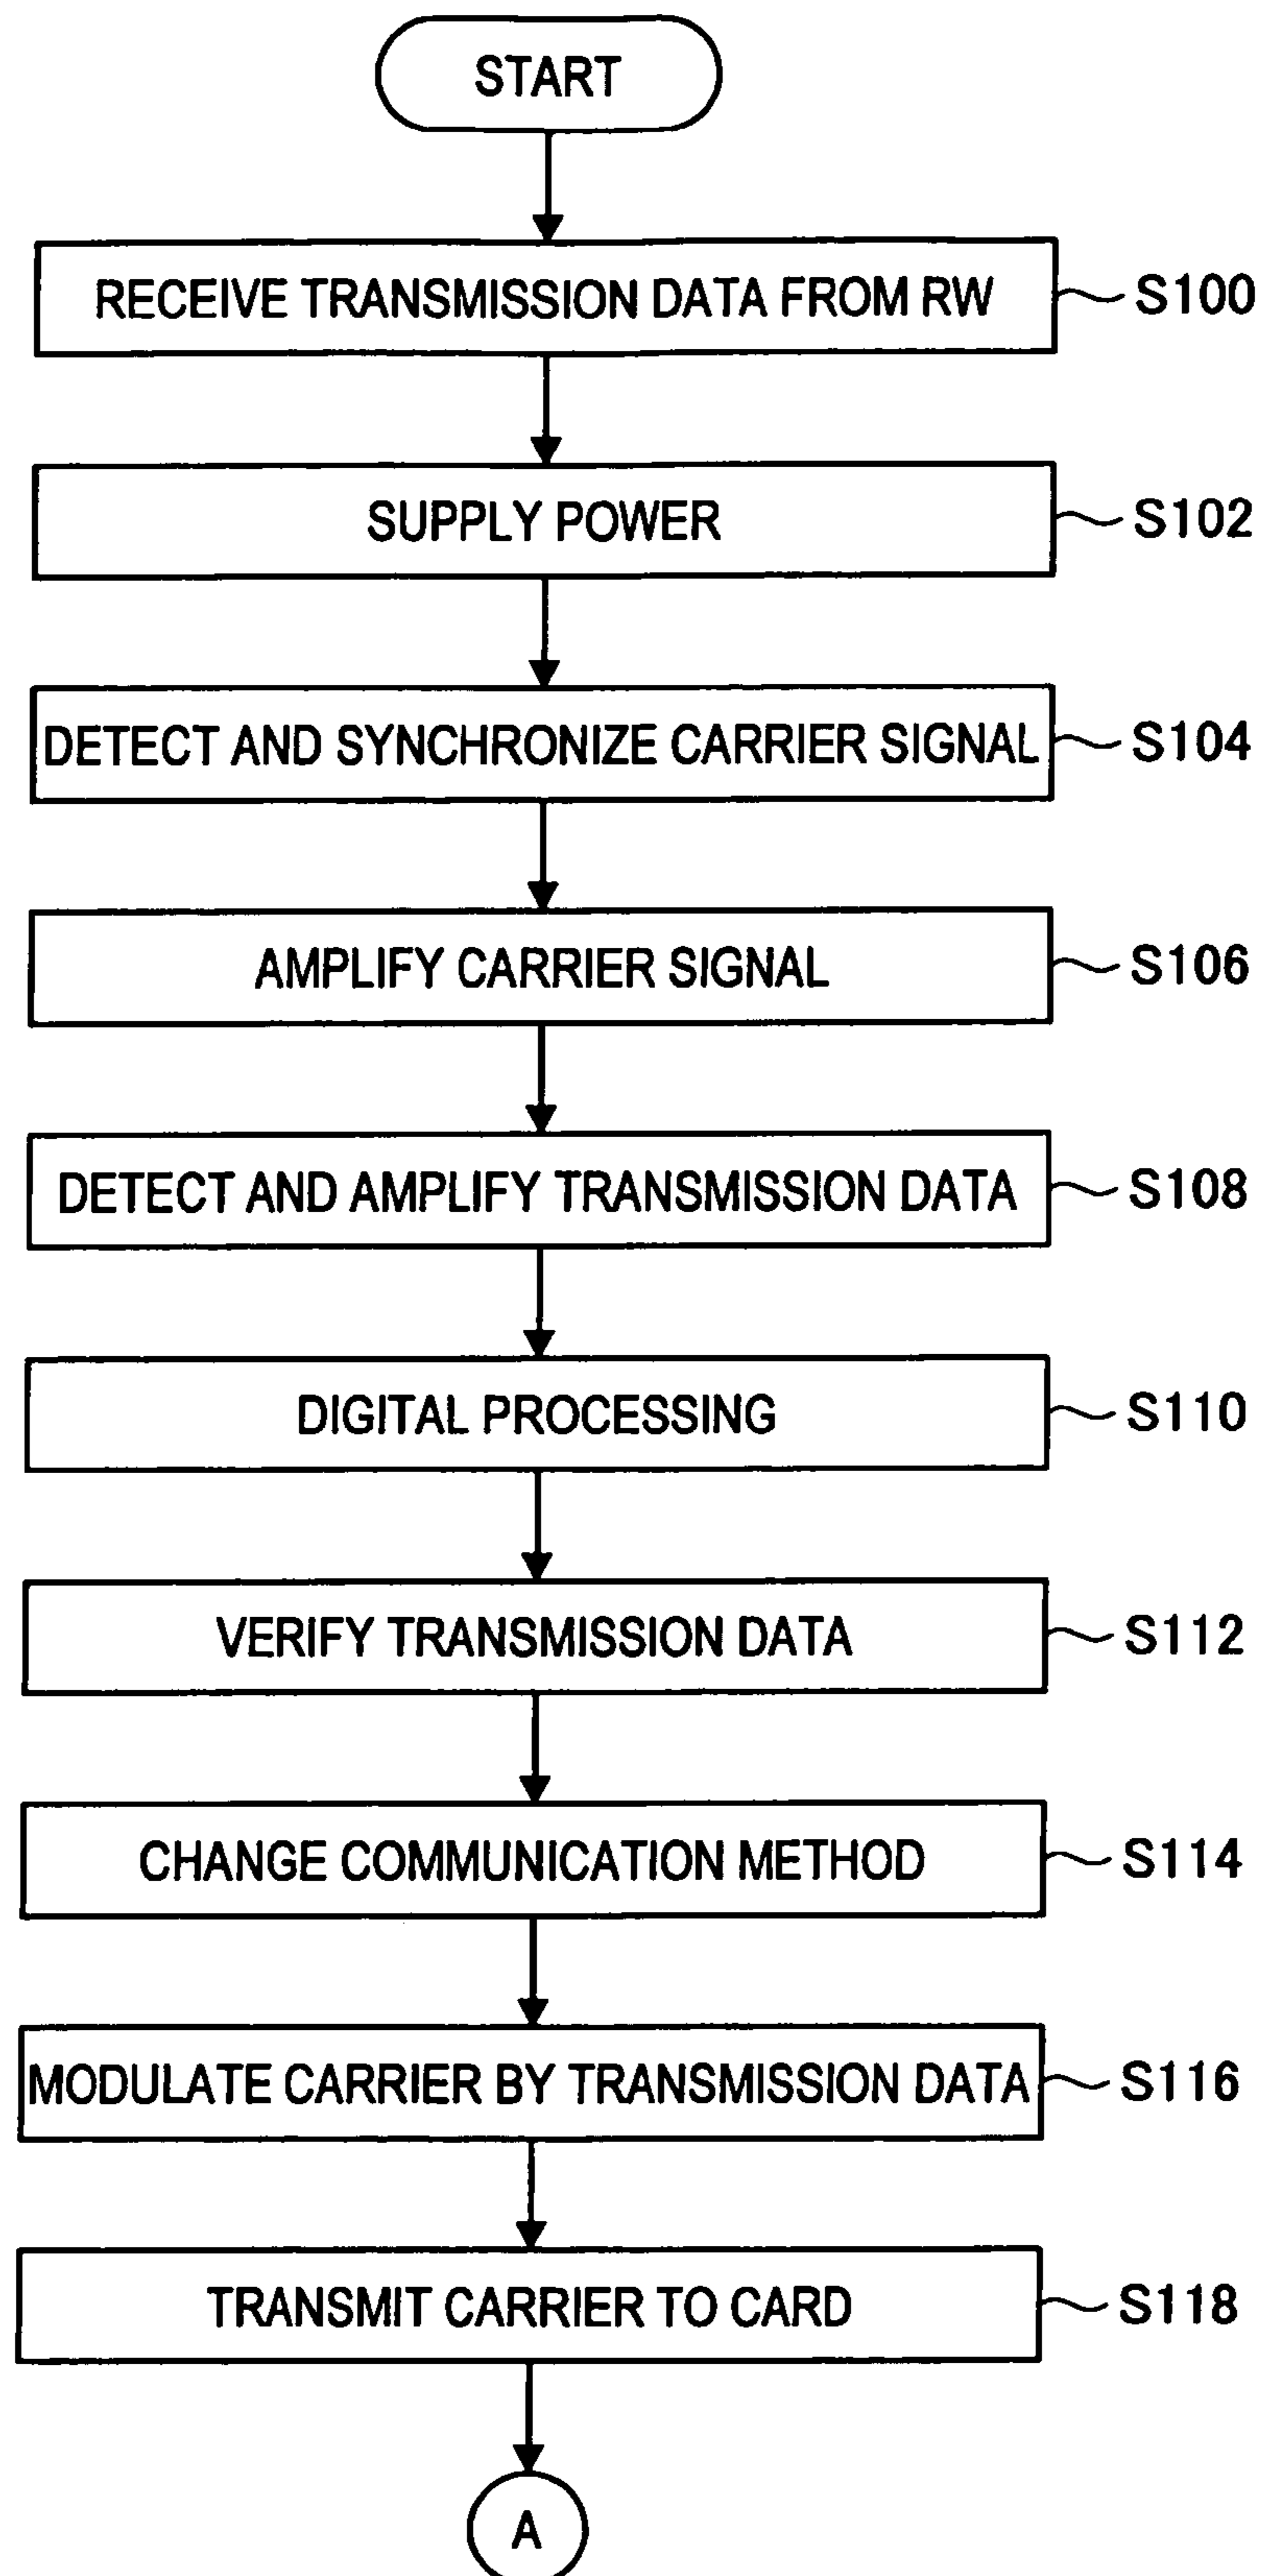 START
RECEIVE TRANSMISSION DATA FROM RW
S100
SUPPLY POWER
S102
DETECT AND SYNCHRONIZE CARRIER SIGNAL
S104
AMPLIFY CARRIER SIGNAL
S106
DETECT AND AMPLIFY TRANSMISSION DATA
S108
DIGITAL PROCESSING
S110
VERIFY TRANSMISSION DATA
S112
CHANGE COMMUNICATION METHOD
S114
MODULATE CARRIER BY TRANSMISSION DATA
S116
TRANSMIT CARRIER TO CARD
S118
A